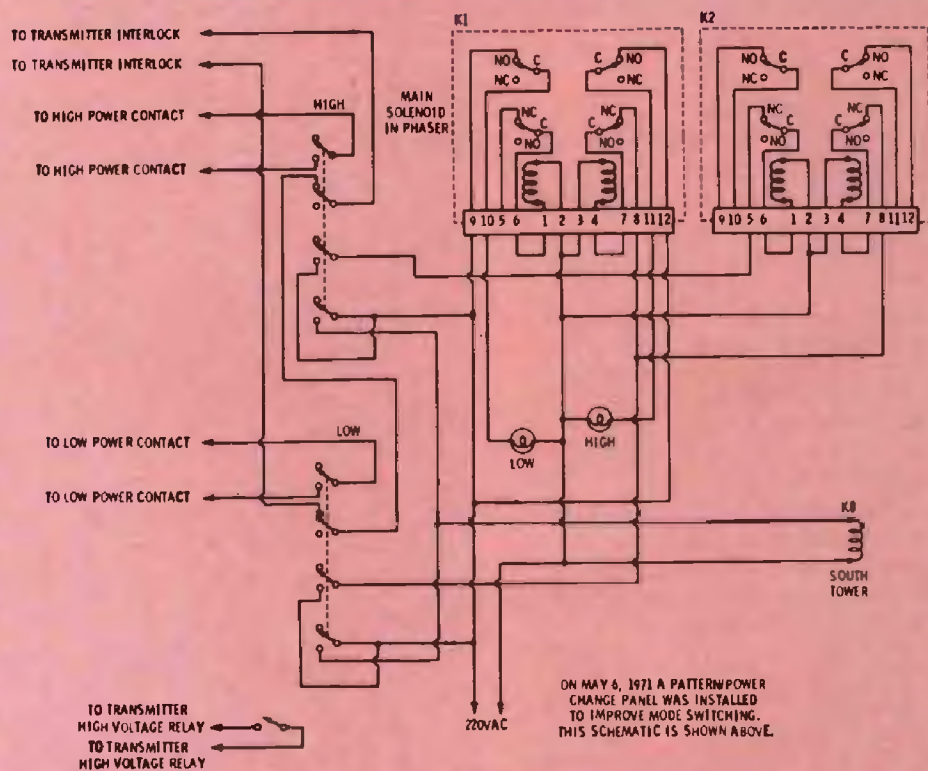 K1
K2
TO TRANSMITTER INTERLOCK
TO TRANSMITTER INTERLOCK
TO HIGH POWER CONTACT
HIGH
MAIN
SOLENOID
IN PHASER
TO HIGH POWER CONTACT
NO C C NO
NC NC
NC C C NC
NO NO
9 10 5 6 1 2 3 4 7 8 11 12
NO C C NO
NC NC
NC C C NC
NO NO
9 10 5 6 1 2 3 4 7 8 11 12
LOW
HIGH
TO LOW POWER CONTACT
LOW
TO LOW POWER CONTACT
K8
SOUTH
TOWER
220VAC
ON MAY 6, 1971 A PATTERN/POWER
CHANGE PANEL WAS INSTALLED
TO IMPROVE MODE SWITCHING.
THIS SCHEMATIC IS SHOWN ABOVE.
TO TRANSMITTER
HIGH VOLTAGE RELAY
TO TRANSMITTER
HIGH VOLTAGE RELAY